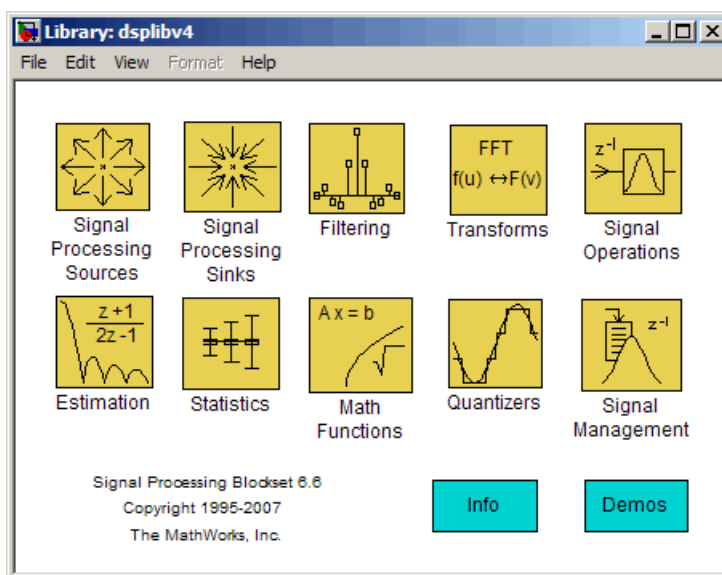 Library: dsplibv4
File Edit View Format Help
FFT
f(u) ↔F(v)
z⁻¹
Signal Processing Sources
Signal Processing Sinks
Filtering
Transforms
Signal Operations
z+1
2z-1
Ax = b
z⁻¹
Estimation
Statistics
Math Functions
Quantizers
Signal Management
Signal Processing Blockset 6.6
Copyright 1995-2007
The MathWorks, Inc.
Info
Demos